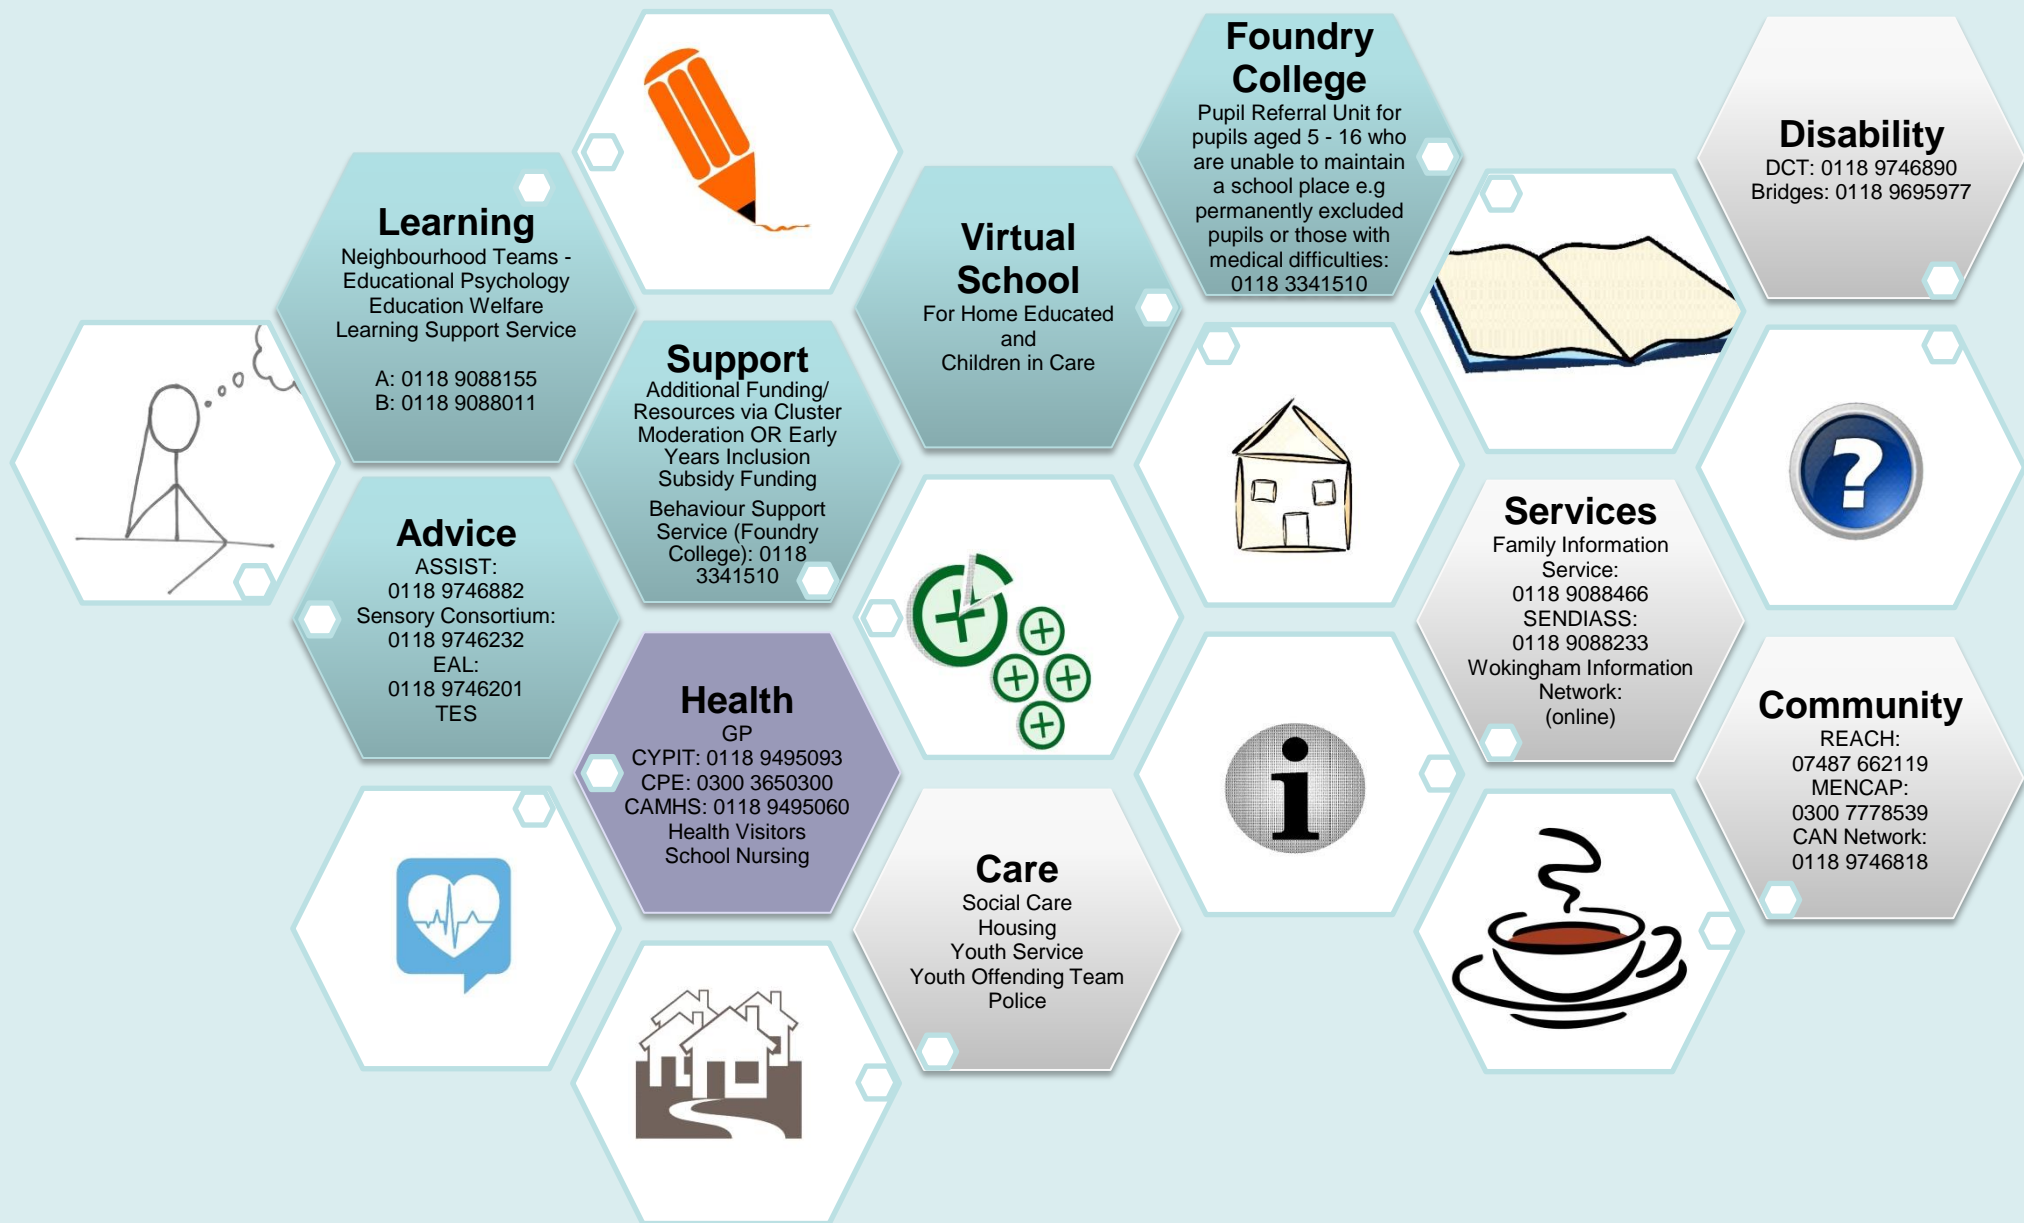 Learning
Neighbourhood Teams -
Educational Psychology
Education Welfare
Learning Support Service
A: 0118 9088155
B: 0118 9088011
Advice
ASSIST:
0118 9746882
Sensory Consortium:
0118 9746232
EAL:
0118 9746201
TES
Support
Additional Funding/
Resources via Cluster
Moderation OR Early
Years Inclusion
Subsidy Funding
Behaviour Support
Service (Foundry
College): 0118
3341510
Health
GP
CYPIT: 0118 9495093
CPE: 0300 3650300
CAMHS: 0118 9495060
Health Visitors
School Nursing
Virtual
School
For Home Educated
and
Children in Care
Care
Social Care
Housing
Youth Service
Youth Offending Team
Police
Foundry
College
Pupil Referral Unit for
pupils aged 5 - 16 who
are unable to maintain
a school place e.g
permanently excluded
pupils or those with
medical difficulties:
0118 3341510
Services
Family Information
Service:
0118 9088466
SENDIASS:
0118 9088233
Wokingham Information
Network:
(online)
Disability
DCT: 0118 9746890
Bridges: 0118 9695977
?
i
Community
REACH:
07487 662119
MENCAP:
0300 7778539
CAN Network:
0118 9746818